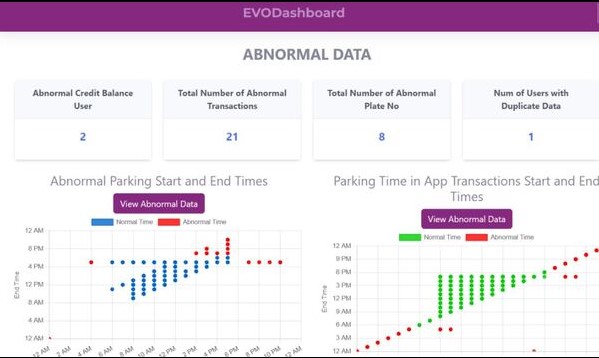 EVODashboard
ABNORMAL DATA
Abnormal Credit Balance
User
2
Total Number of Abnormal
Transactions
21
Total Number of Abnormal
Plate No
8
Num of Users with
Duplicate Data
1
Abnormal Parking Start and End Times
View Abnormal Data
Normal Time
Abnormal Time
12 AM
8 PM
4 PM
12 PM
8 AM
4 AM
12 AM
End Time
12 AM
2 AM
4 AM
6 AM
8 AM
10 AM
12 PM
2 PM
4 PM
6 PM
8 PM
10 PM
12 AM
Parking Time in App Transactions Start and End
Times
View Abnormal Data
Normal Time
Abnormal Time
12 AM
9 PM
6 PM
3 PM
12 PM
9 AM
6 AM
3 AM
12 AM
End Time